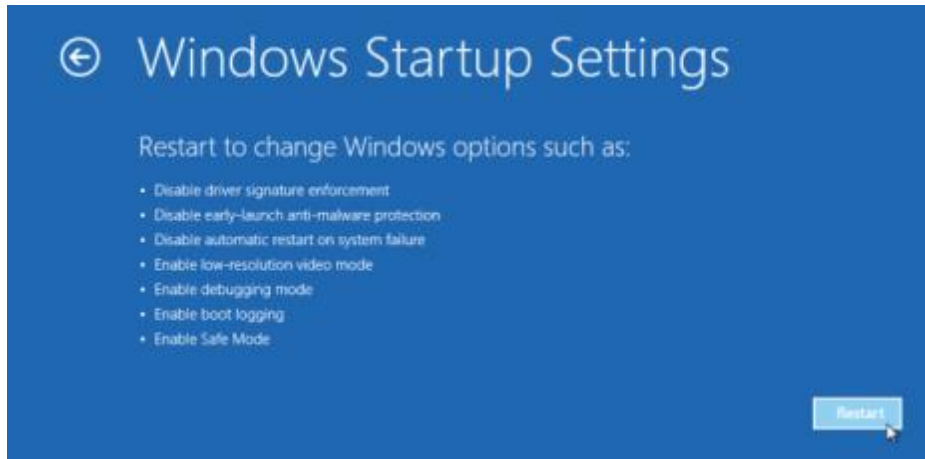 Windows Startup Settings
Restart to change Windows options such as:
• Disable driver signature enforcement
• Disable early-launch anti-malware protection
• Disable automatic restart on system failure
• Enable low-resolution video mode
• Enable debugging mode
• Enable boot logging
• Enable Safe Mode
Restart